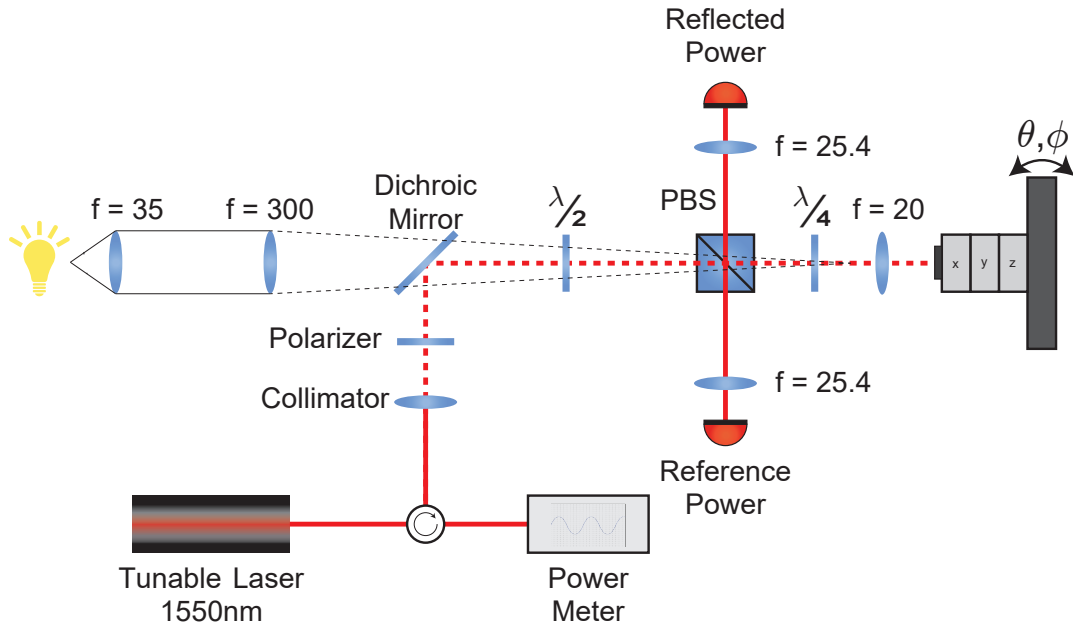 Reflected
Power
f = 25.4
θ,ϕ
Dichroic
Mirror
f = 35
f = 300
λ/2
PBS
λ/4
f = 20
x
y
z
Polarizer
Collimator
f = 25.4
Reference
Power
Tunable Laser
1550nm
Power
Meter